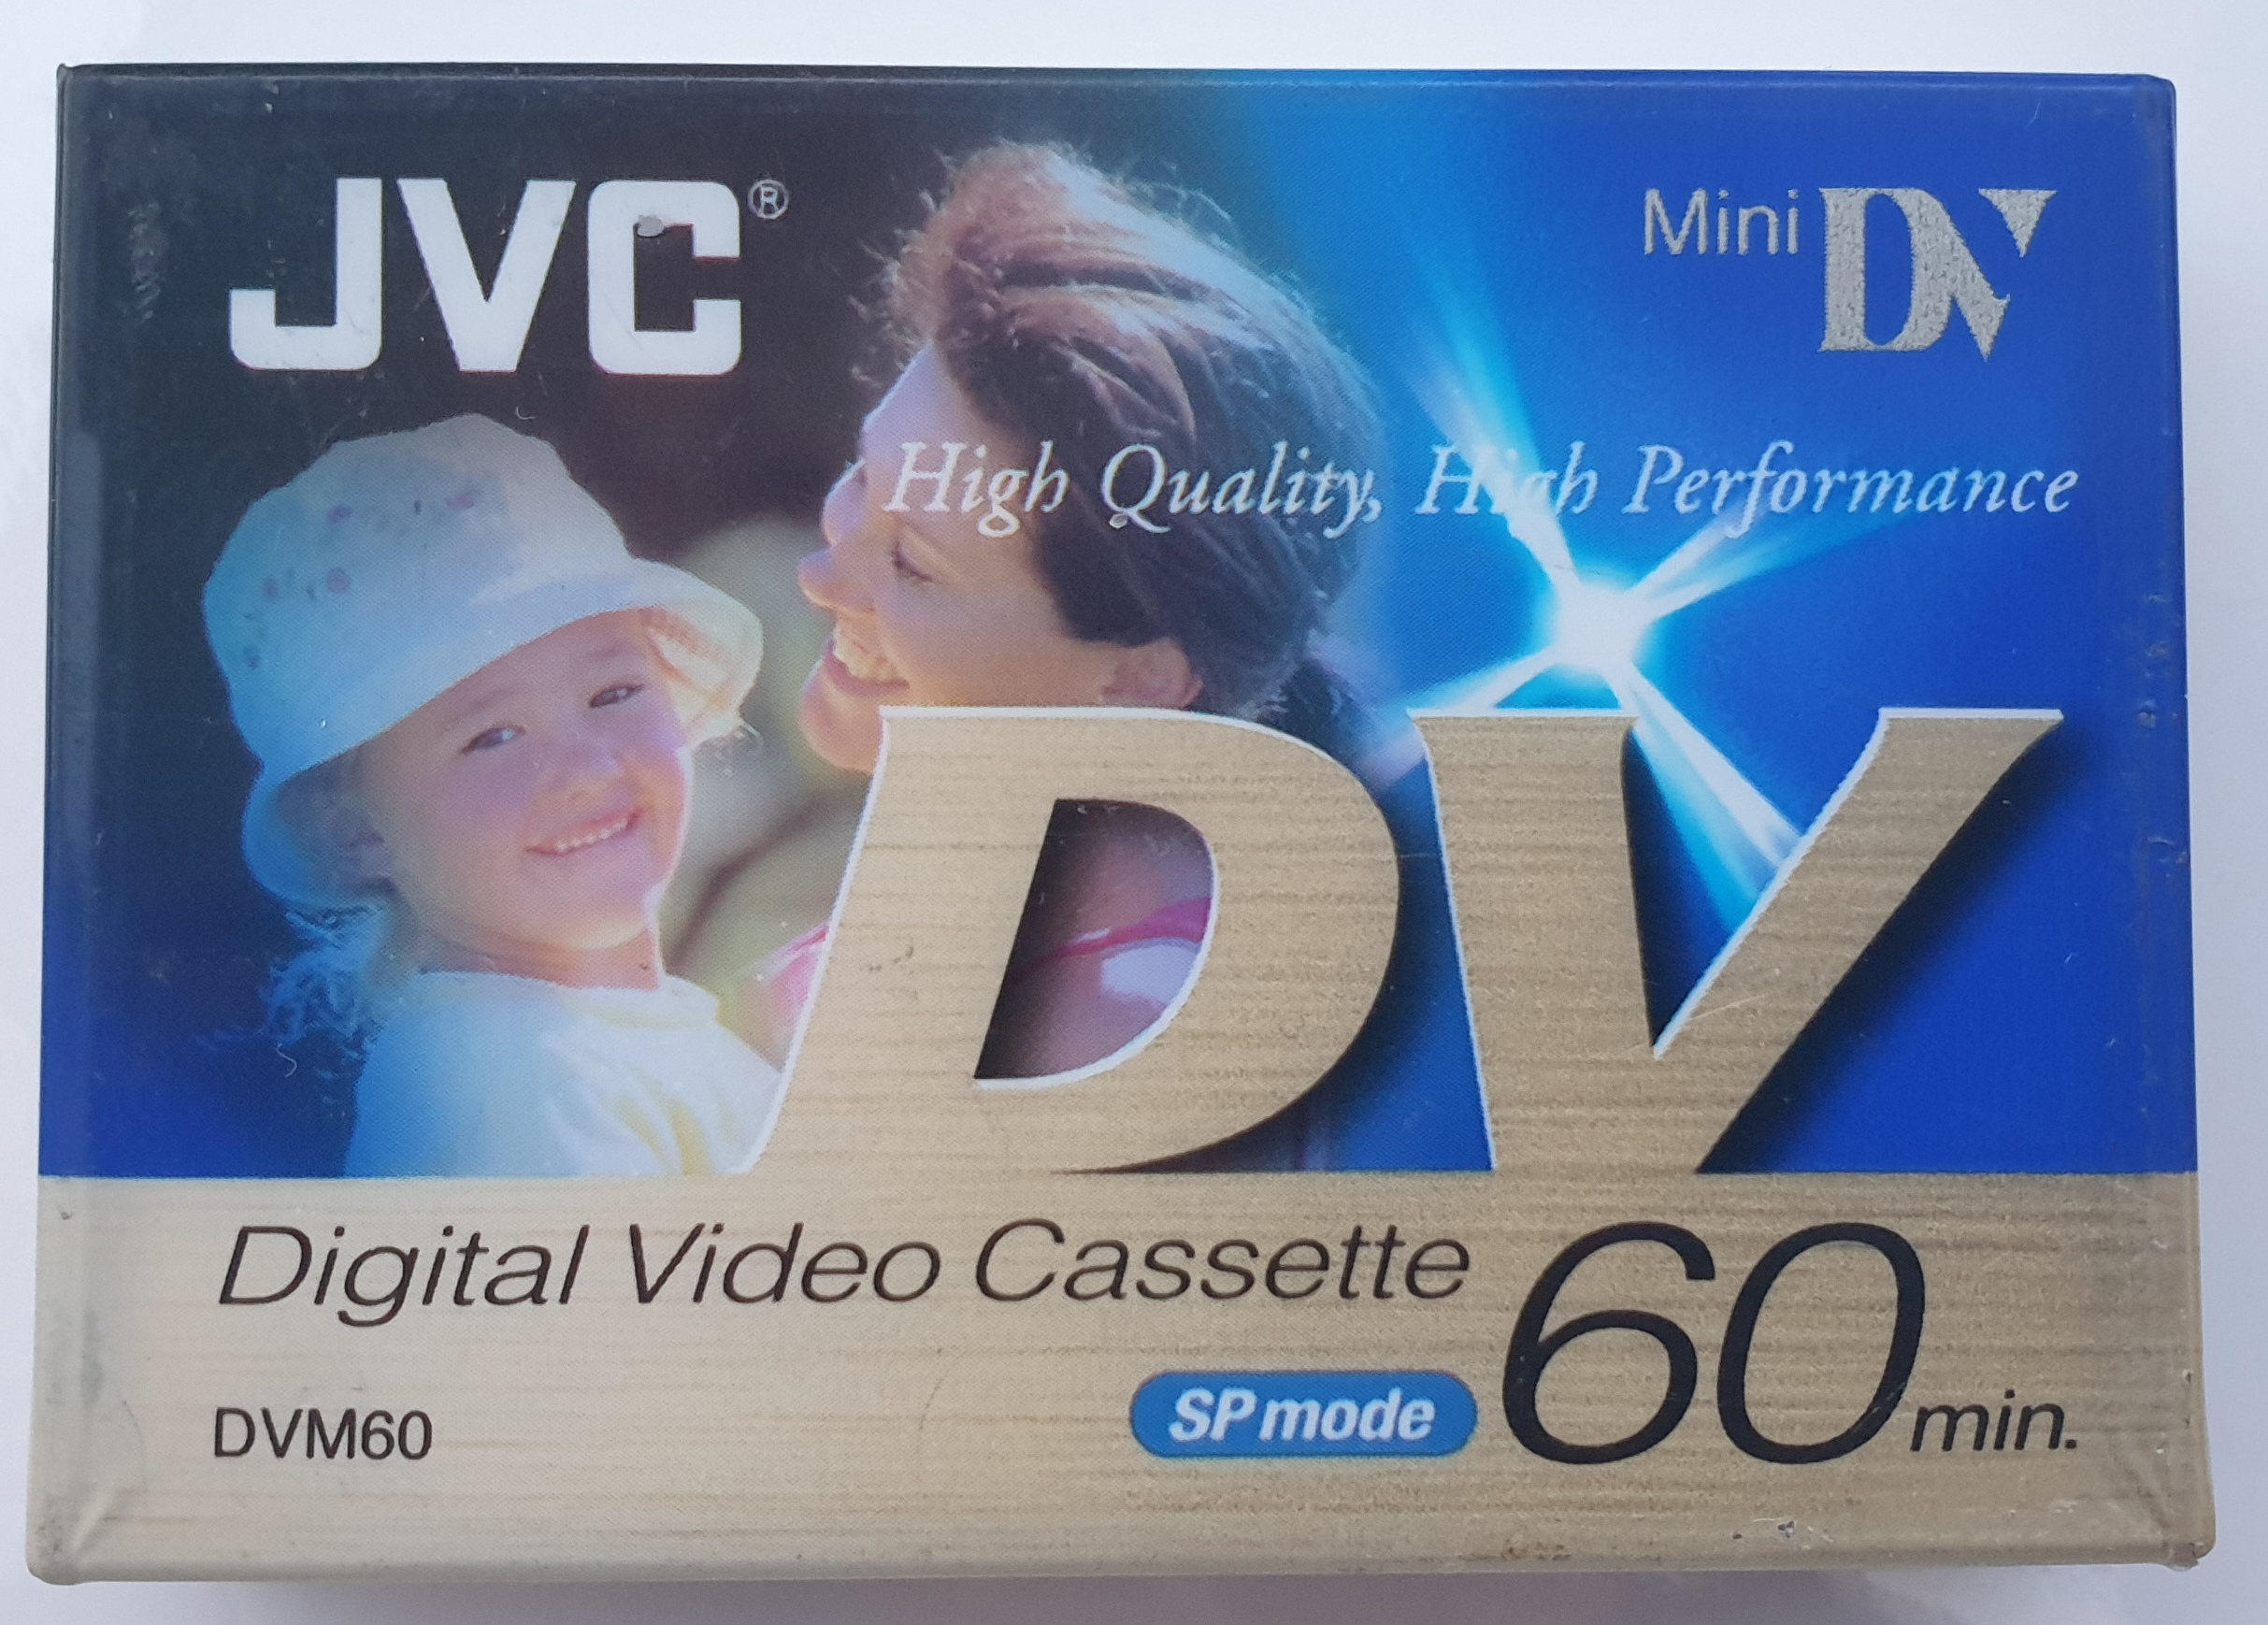 JVC®
Mini DV
High Quality, High Performance
DV
Digital Video Cassette
60 min.
SP mode
DVM60